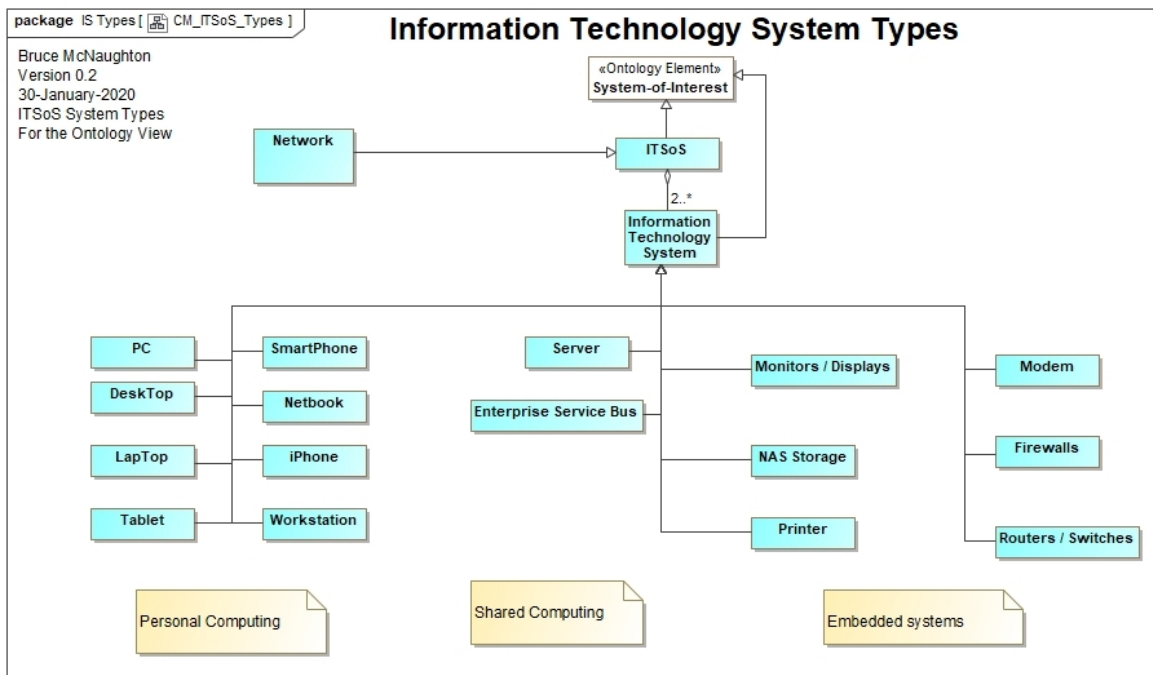 package IS Types [ CM_ITSoS_Types ]
Information Technology System Types
Bruce McNaughton
Version 0.2
30-January-2020
ITSoS System Types
For the Ontology View
«Ontology Element»
System-of-Interest
Network
ITSoS
2..*
Information
Technology
System
PC
SmartPhone
DeskTop
Netbook
LapTop
iPhone
Tablet
Workstation
Server
Monitors / Displays
Enterprise Service Bus
NAS Storage
Printer
Modem
Firewalls
Routers / Switches
Personal Computing
Shared Computing
Embedded systems